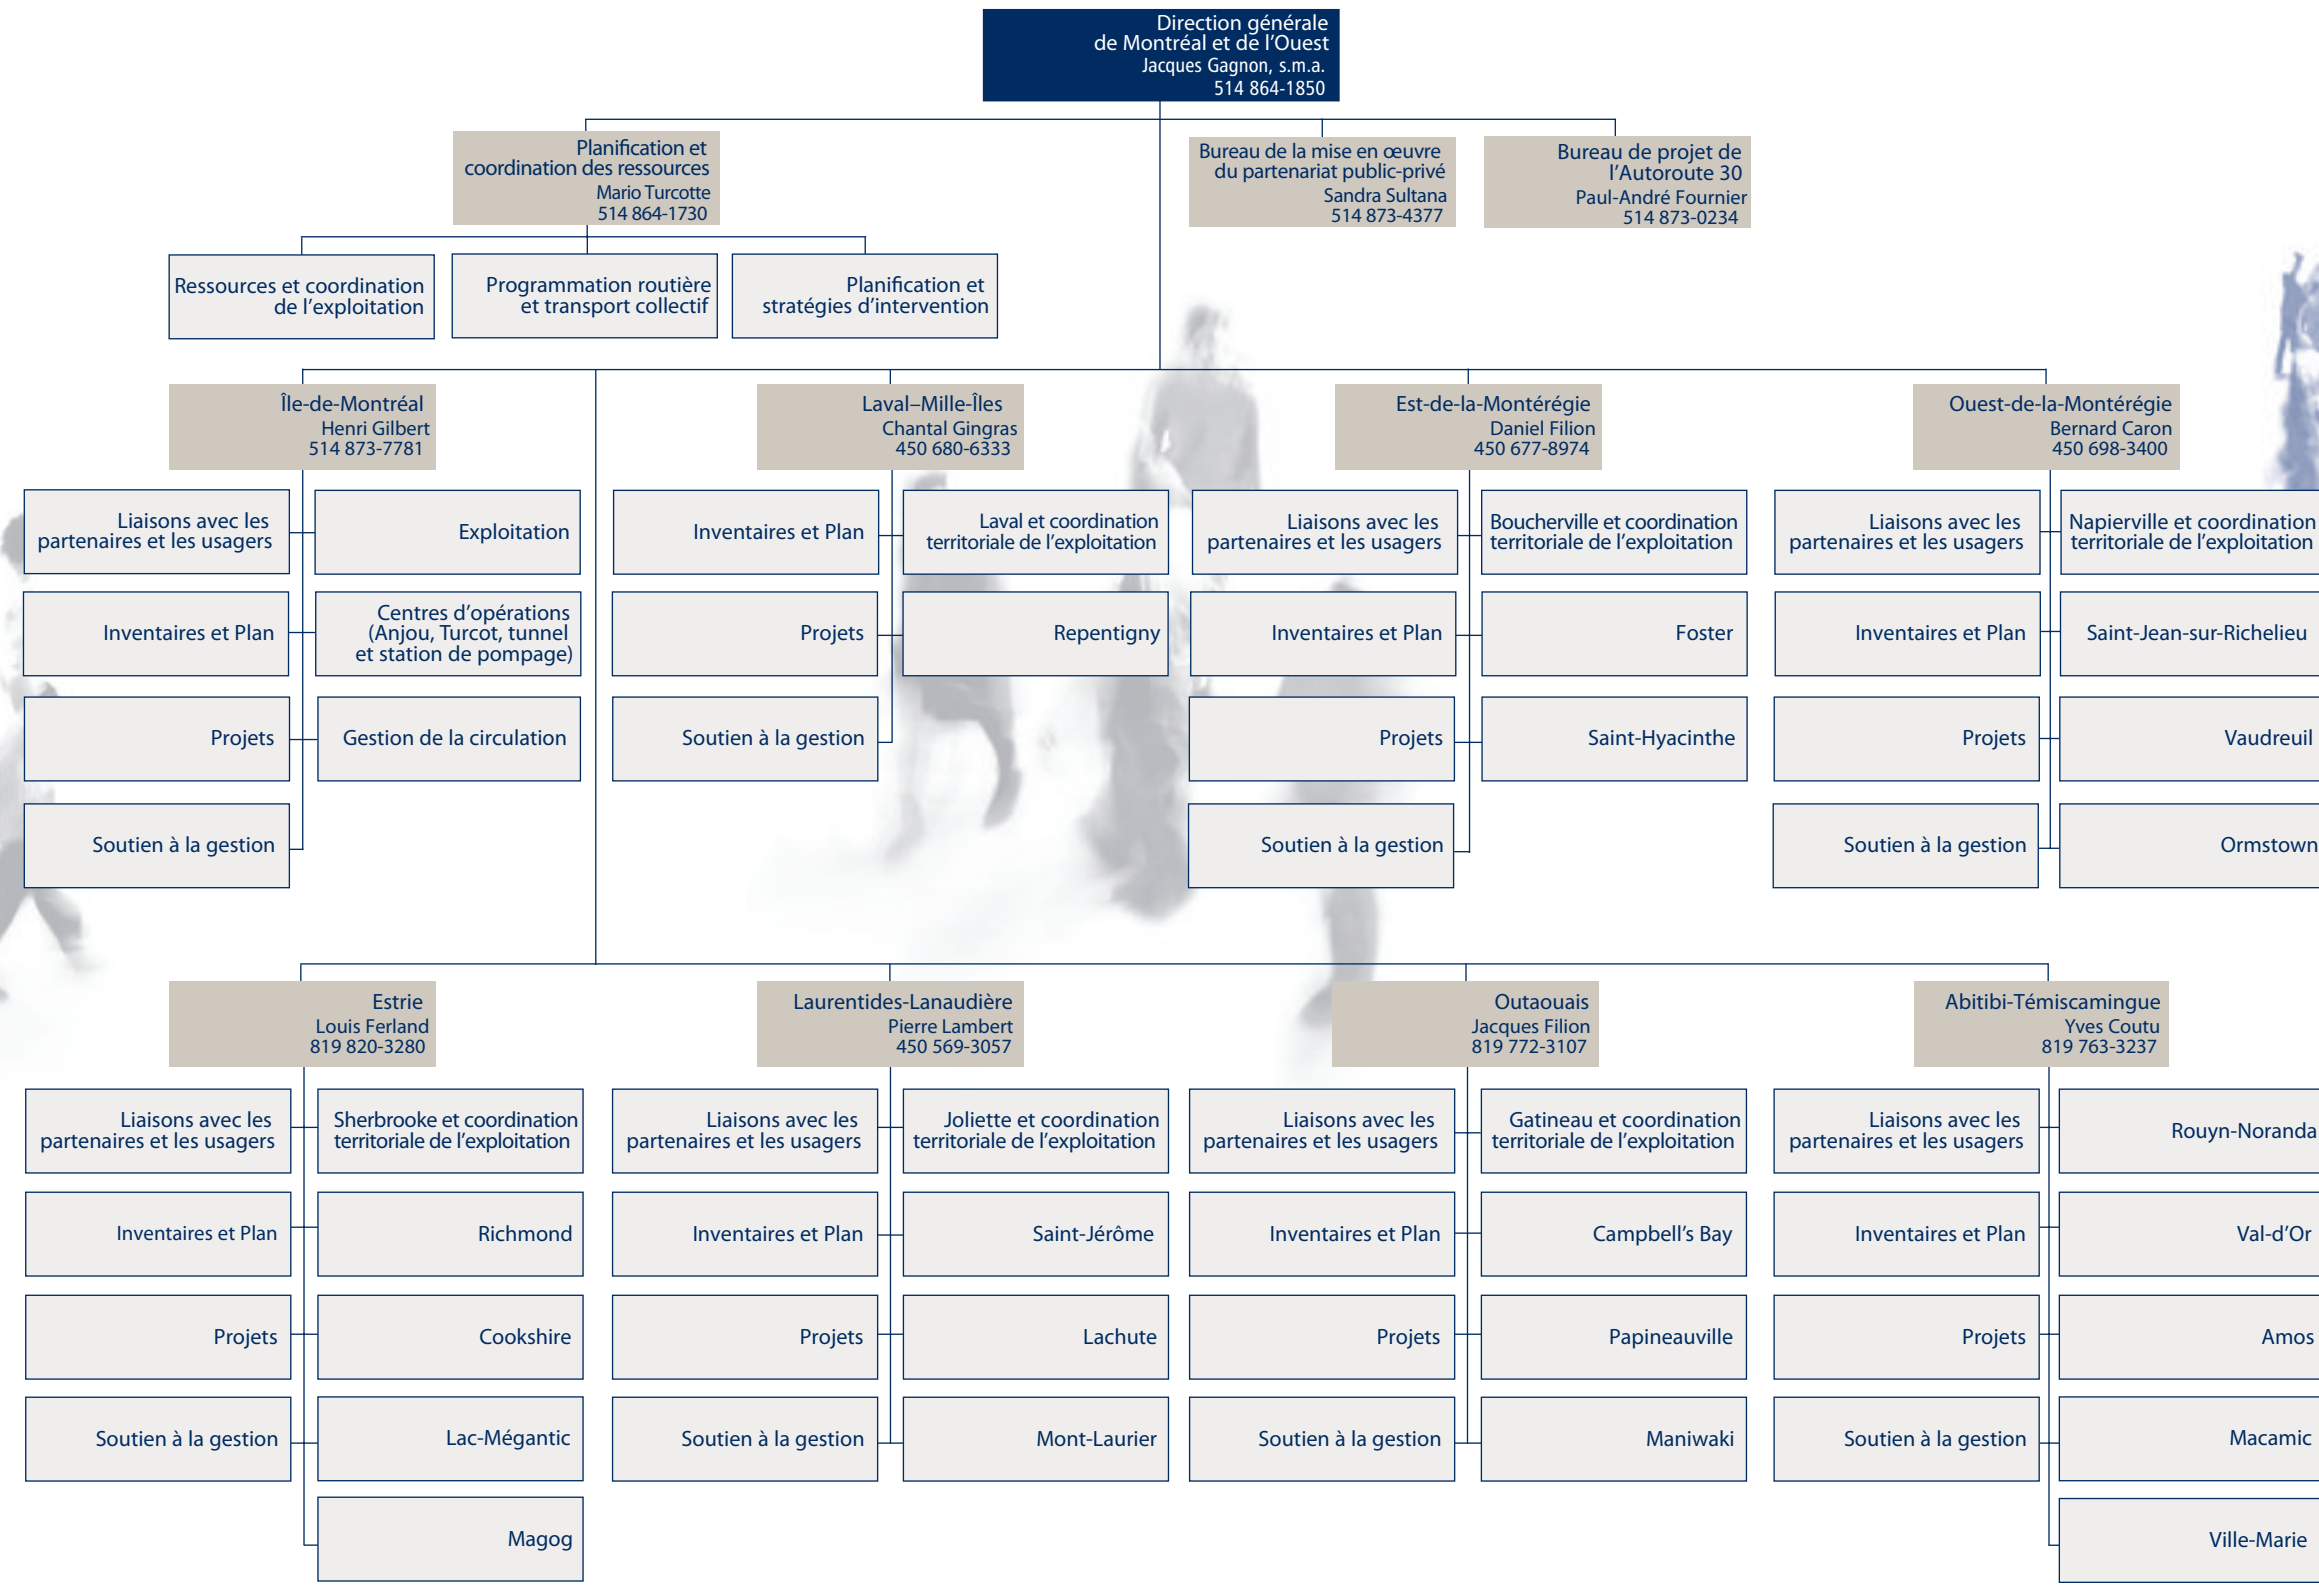 Direction générale
de Montréal et de l'Ouest
Jacques Gagnon, s.m.a.
514 864-1850
Planification et
coordination des ressources
Mario Turcotte
514 864-1730
Bureau de la mise en œuvre
du partenariat public-privé
Sandra Sultana
514 873-4377
Bureau de projet de
l'Autoroute 30
Paul-André Fournier
514 873-0234
Ressources et coordination
de l'exploitation
Programmation routière
et transport collectif
Planification et
stratégies d'intervention
Île-de-Montréal
Henri Gilbert
514 873-7781
Liaisons avec les
partenaires et les usagers
Exploitation
Inventaires et Plan
Centres d'opérations
(Anjou, Turcot, tunnel
et station de pompage)
Projets
Gestion de la circulation
Soutien à la gestion
Laval–Mille-Îles
Chantal Gingras
450 680-6333
Inventaires et Plan
Laval et coordination
territoriale de l'exploitation
Projets
Repentigny
Soutien à la gestion
Est-de-la-Montérégie
Daniel Filion
450 677-8974
Liaisons avec les
partenaires et les usagers
Boucherville et coordination
territoriale de l'exploitation
Inventaires et Plan
Foster
Projets
Saint-Hyacinthe
Soutien à la gestion
Ouest-de-la-Montérégie
Bernard Caron
450 698-3400
Liaisons avec les
partenaires et les usagers
Napierville et coordination
territoriale de l'exploitation
Inventaires et Plan
Saint-Jean-sur-Richelieu
Projets
Vaudreuil
Soutien à la gestion
Ormstown
Estrie
Louis Ferland
819 820-3280
Liaisons avec les
partenaires et les usagers
Sherbrooke et coordination
territoriale de l'exploitation
Inventaires et Plan
Richmond
Projets
Cookshire
Soutien à la gestion
Lac-Mégantic
Magog
Laurentides-Lanaudière
Pierre Lambert
450 569-3057
Liaisons avec les
partenaires et les usagers
Joliette et coordination
territoriale de l'exploitation
Inventaires et Plan
Saint-Jérôme
Projets
Lachute
Soutien à la gestion
Mont-Laurier
Outaouais
Jacques Filion
819 772-3107
Liaisons avec les
partenaires et les usagers
Gatineau et coordination
territoriale de l'exploitation
Inventaires et Plan
Campbell's Bay
Projets
Papineauville
Soutien à la gestion
Maniwaki
Abitibi-Témiscamingue
Yves Coutu
819 763-3237
Liaisons avec les
partenaires et les usagers
Rouyn-Noranda
Inventaires et Plan
Val-d'Or
Projets
Amos
Soutien à la gestion
Macamic
Ville-Marie